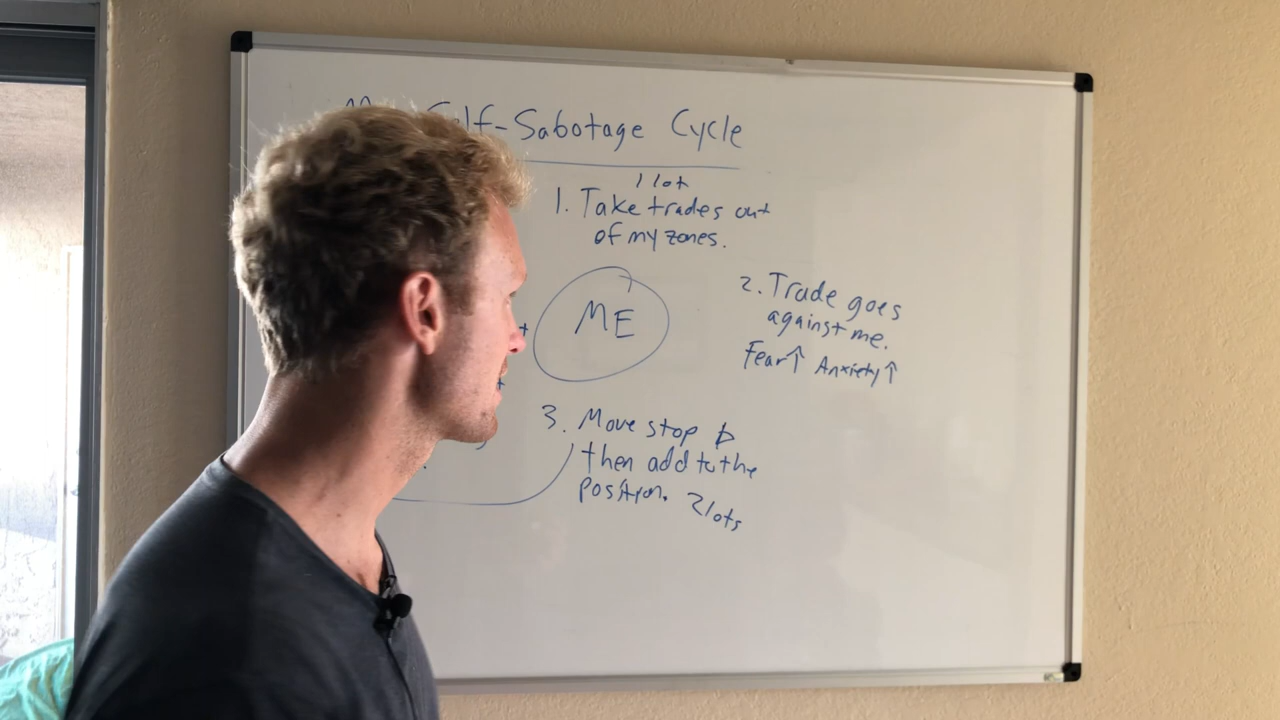 Self-Sabotage Cycle
1 lot
1. Take trades out
of my zones.
ME
2. Trade goes
against me.
Fear↑ Anxiety↑
3. Move stop
then add to the
position. 2 lots